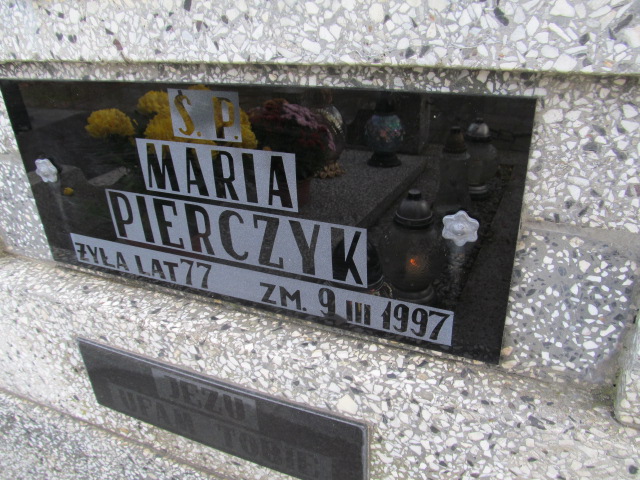 Ś. P.
MARIA
PIERCZYK
ŻYŁA LAT 77 ZM. 9 III 1997
JEZU
UFAM TOBIE